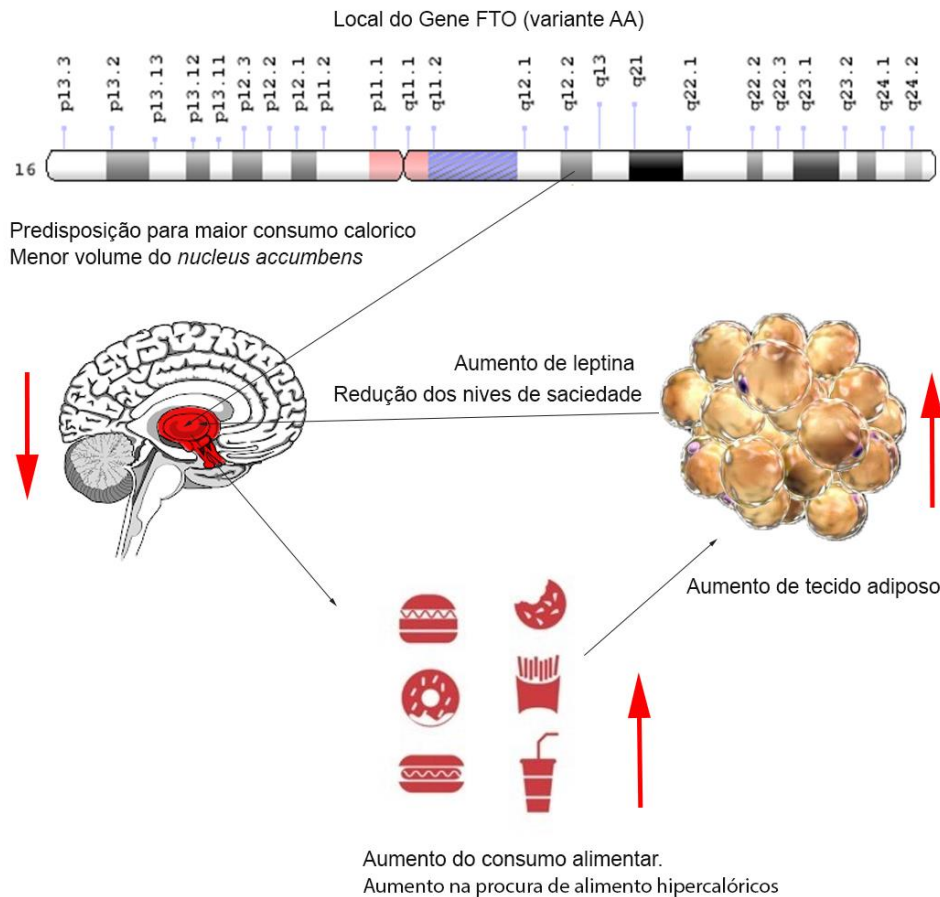 Local do Gene FTO (variante AA)
p13.3 p13.2 p13.13 p13.12 p13.11 p12.3 p12.2 p12.1 p11.2 p11.1 q11.1 q11.2 q12.1 q12.2 q13 q21 q22.1 q22.2 q22.3 q23.1 q23.2 q24.1 q24.2
16
Predisposição para maior consumo calorico
Menor volume do nucleus accumbens
Aumento de leptina
Redução dos nives de saciedade
Aumento de tecido adiposo
Aumento do consumo alimentar.
Aumento na procura de alimento hipercalóricos